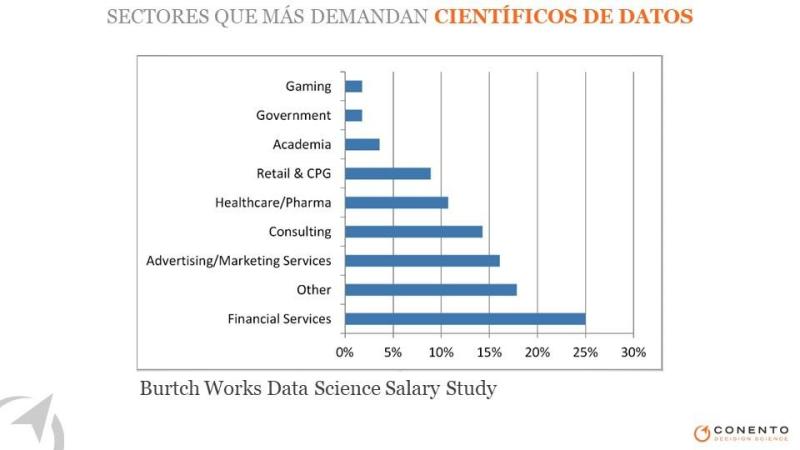 SECTORES QUE MÁS DEMANDAN CIENTÍFICOS DE DATOS
Gaming
Government
Academia
Retail & CPG
Healthcare/Pharma
Consulting
Advertising/Marketing Services
Other
Financial Services
0% 5% 10% 15% 20% 25% 30%
Burtch Works Data Science Salary Study
CONENTO
DECISION SCIENCE